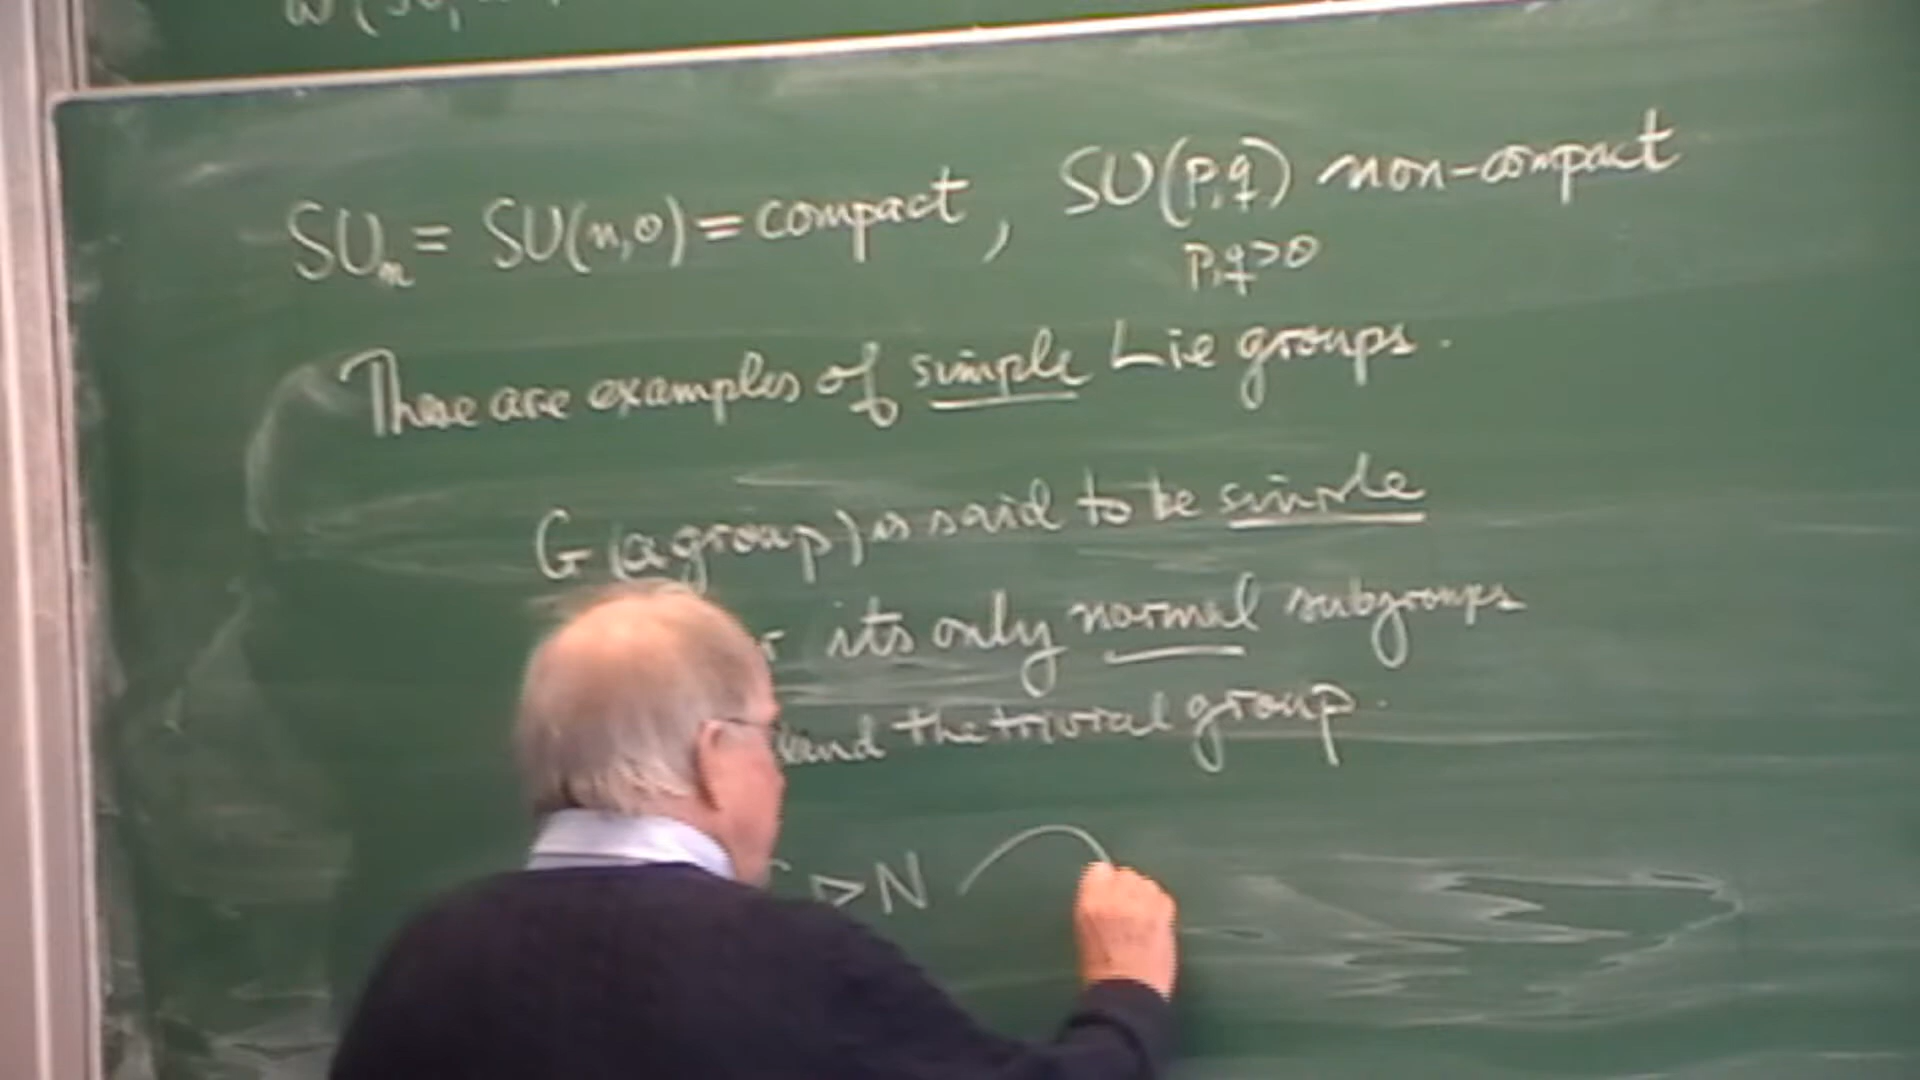 SUₙ = SU(n,0) = compact , SU(p,q) non-compact
p,q>0
These are examples of simple Lie groups.
G (a group) is said to be simple
its only normal subgroups
and the trivial group.
▷ N